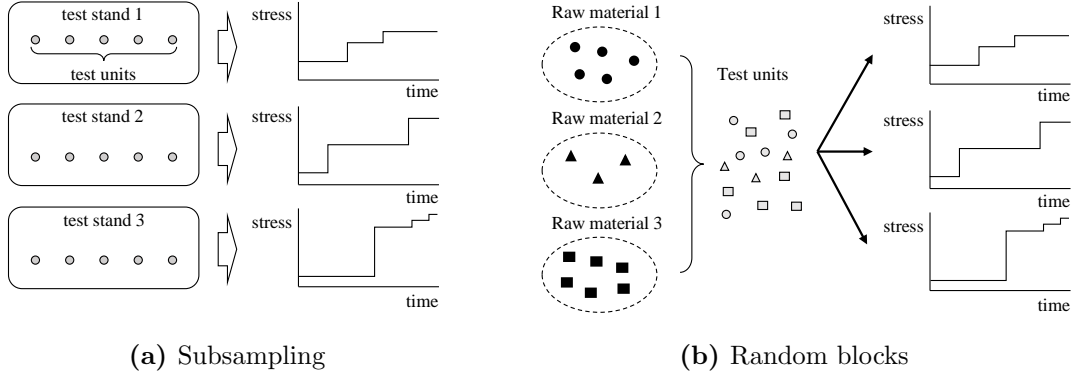 test stand 1
test units
stress
time
test stand 2
stress
time
test stand 3
stress
time
(a) Subsampling
Raw material 1
Raw material 2
Raw material 3
Test units
stress
time
stress
time
stress
time
(b) Random blocks